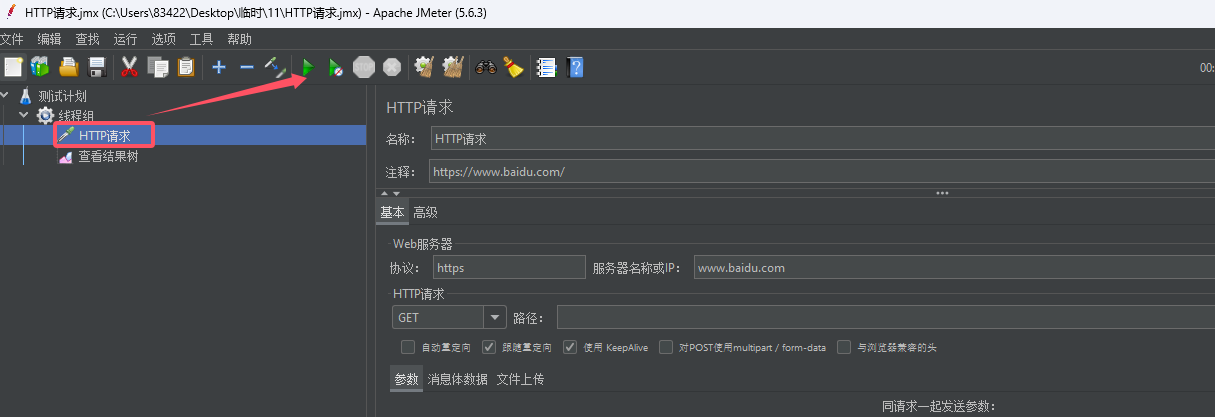 HTTP请求.jmx (C:\Users\83422\Desktop\临时\11\HTTP请求.jmx) - Apache JMeter (5.6.3)
文件 编辑 查找 运行 选项 工具 帮助
STOP
00:
测试计划
线程组
HTTP请求
查看结果树
HTTP请求
名称： HTTP请求
注释： https://www.baidu.com/
基本 高级
Web服务器
协议： https 服务器名称或IP： www.baidu.com
HTTP请求
GET 路径：
自动重定向 跟随重定向 使用 KeepAlive 对POST使用multipart / form-data 与浏览器兼容的头
参数 消息体数据 文件上传
同请求一起发送参数：